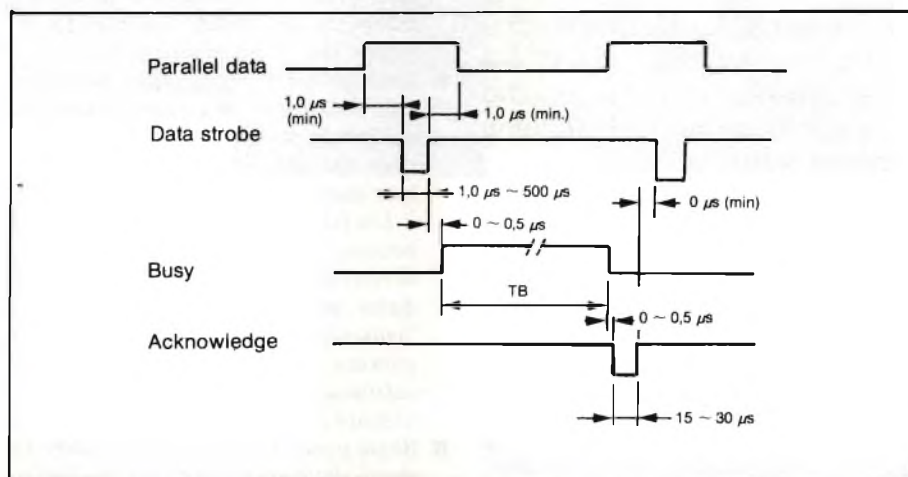 Parallel data
1,0 µs
(min)
1,0 µs (min.)
Data strobe
1,0 µs ~ 500 µs
0 µs (min)
0 ~ 0,5 µs
Busy
TB
0 ~ 0,5 µs
Acknowledge
15 ~ 30 µs